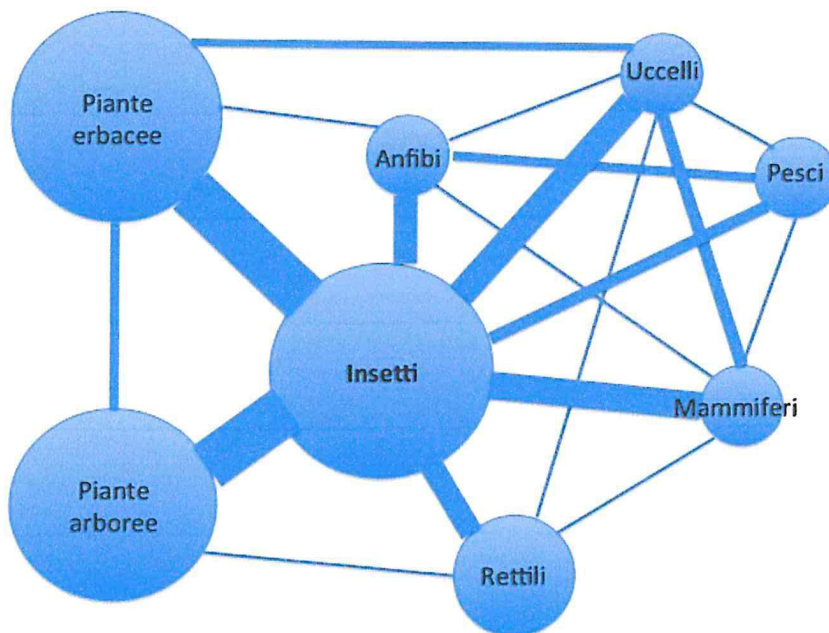 Uccelli
Piante
erbacee
Anfibi
Pesci
Insetti
Mammiferi
Piante
arboree
Rettili